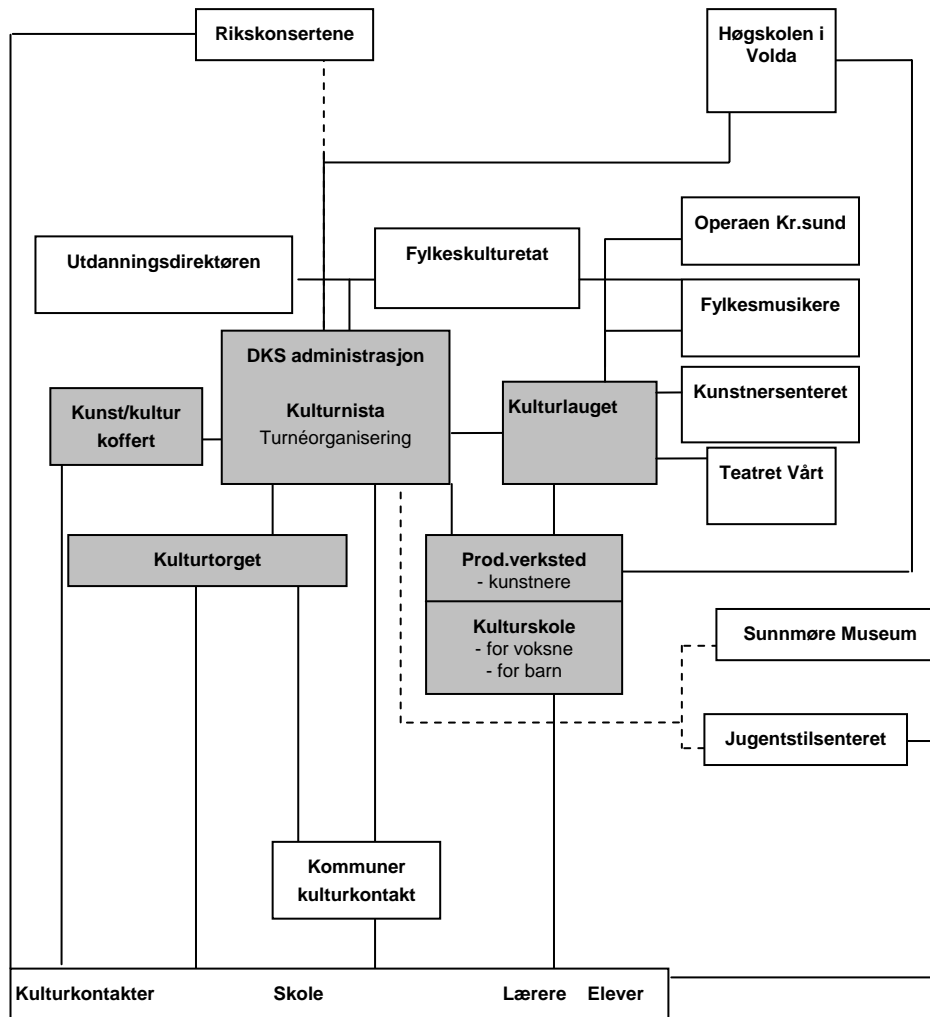 Rikskonsertene
Høgskolen i
Volda
Operaen Kr.sund
Utdanningsdirektøren
Fylkeskulturetat
Fylkesmusikere
DKS administrasjon
Kulturnista
Turnéorganisering
Kunst/kultur
koffert
Kulturlauget
Kunstnersenteret
Teatret Vårt
Kulturtorget
Prod.verksted
- kunstnere
Kulturskole
- for voksne
- for barn
Sunnmøre Museum
Jugentstilsenteret
Kommuner
kulturkontakt
Kulturkontakter Skole Lærere Elever